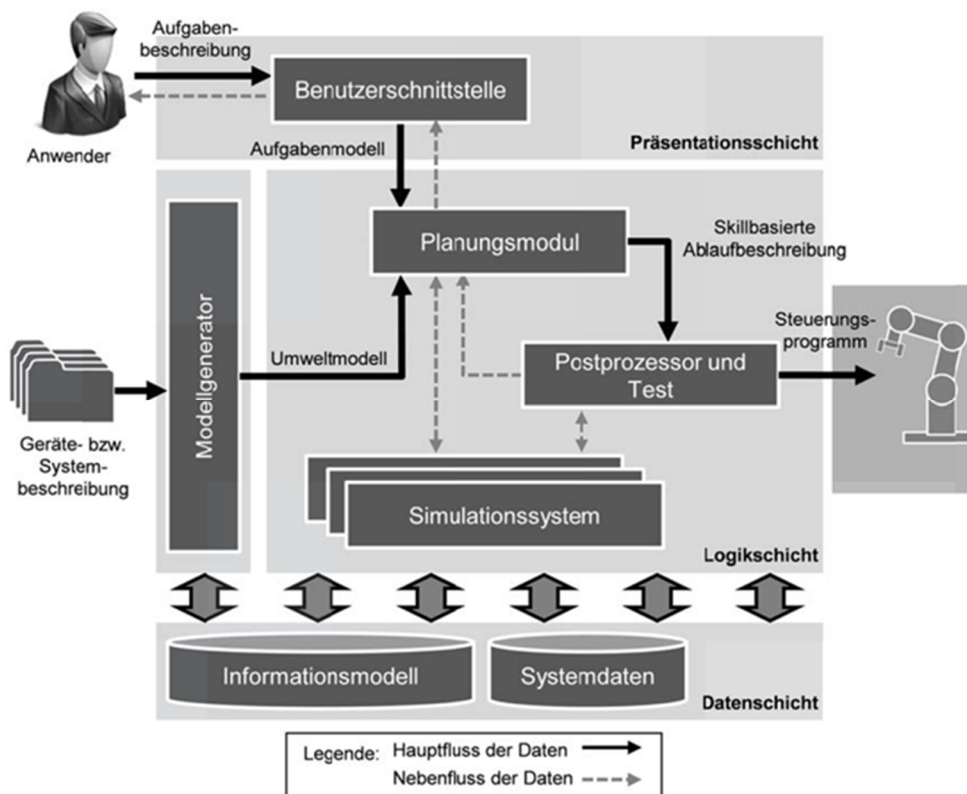 Aufgaben-
beschreibung
Benutzerschnittstelle
Anwender
Aufgabenmodell
Präsentationsschicht
Planungsmodul
Skillbasierte
Ablaufbeschreibung
Modellgenerator
Umweltmodell
Steuerungs-
programm
Postprozessor und
Test
Geräte- bzw.
System-
beschreibung
Simulationssystem
Logikschicht
Informationsmodell
Systemdaten
Datenschicht
Legende: Hauptfluss der Daten
Nebenfluss der Daten